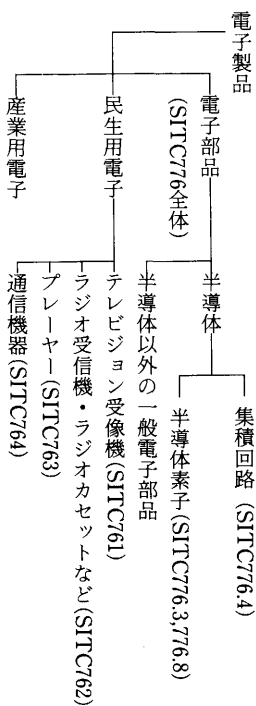 電子製品
電子部品
(SITC776全体)
半導体
集積回路 (SITC776.4)
半導体素子(SITC776.3,776.8)
半導体以外の一般電子部品
民生用電子
テレビジョン受像機(SITC761)
ラジオ受信機・ラジオカセットなど(SITC762)
プレーヤー(SITC763)
通信機器(SITC764)
産業用電子